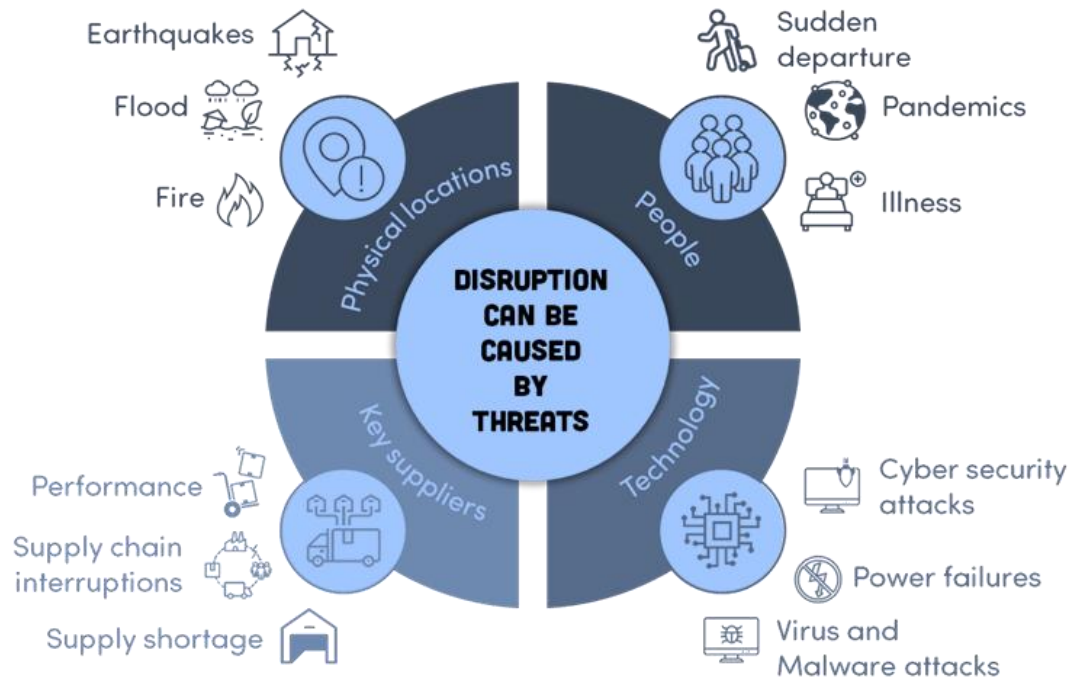 Earthquakes
Flood
Fire
Physical locations
Sudden
departure
Pandemics
Illness
People
DISRUPTION
CAN BE
CAUSED
BY
THREATS
Key suppliers
Performance
Supply chain
interruptions
Supply shortage
Technology
Cyber security
attacks
Power failures
Virus and
Malware attacks